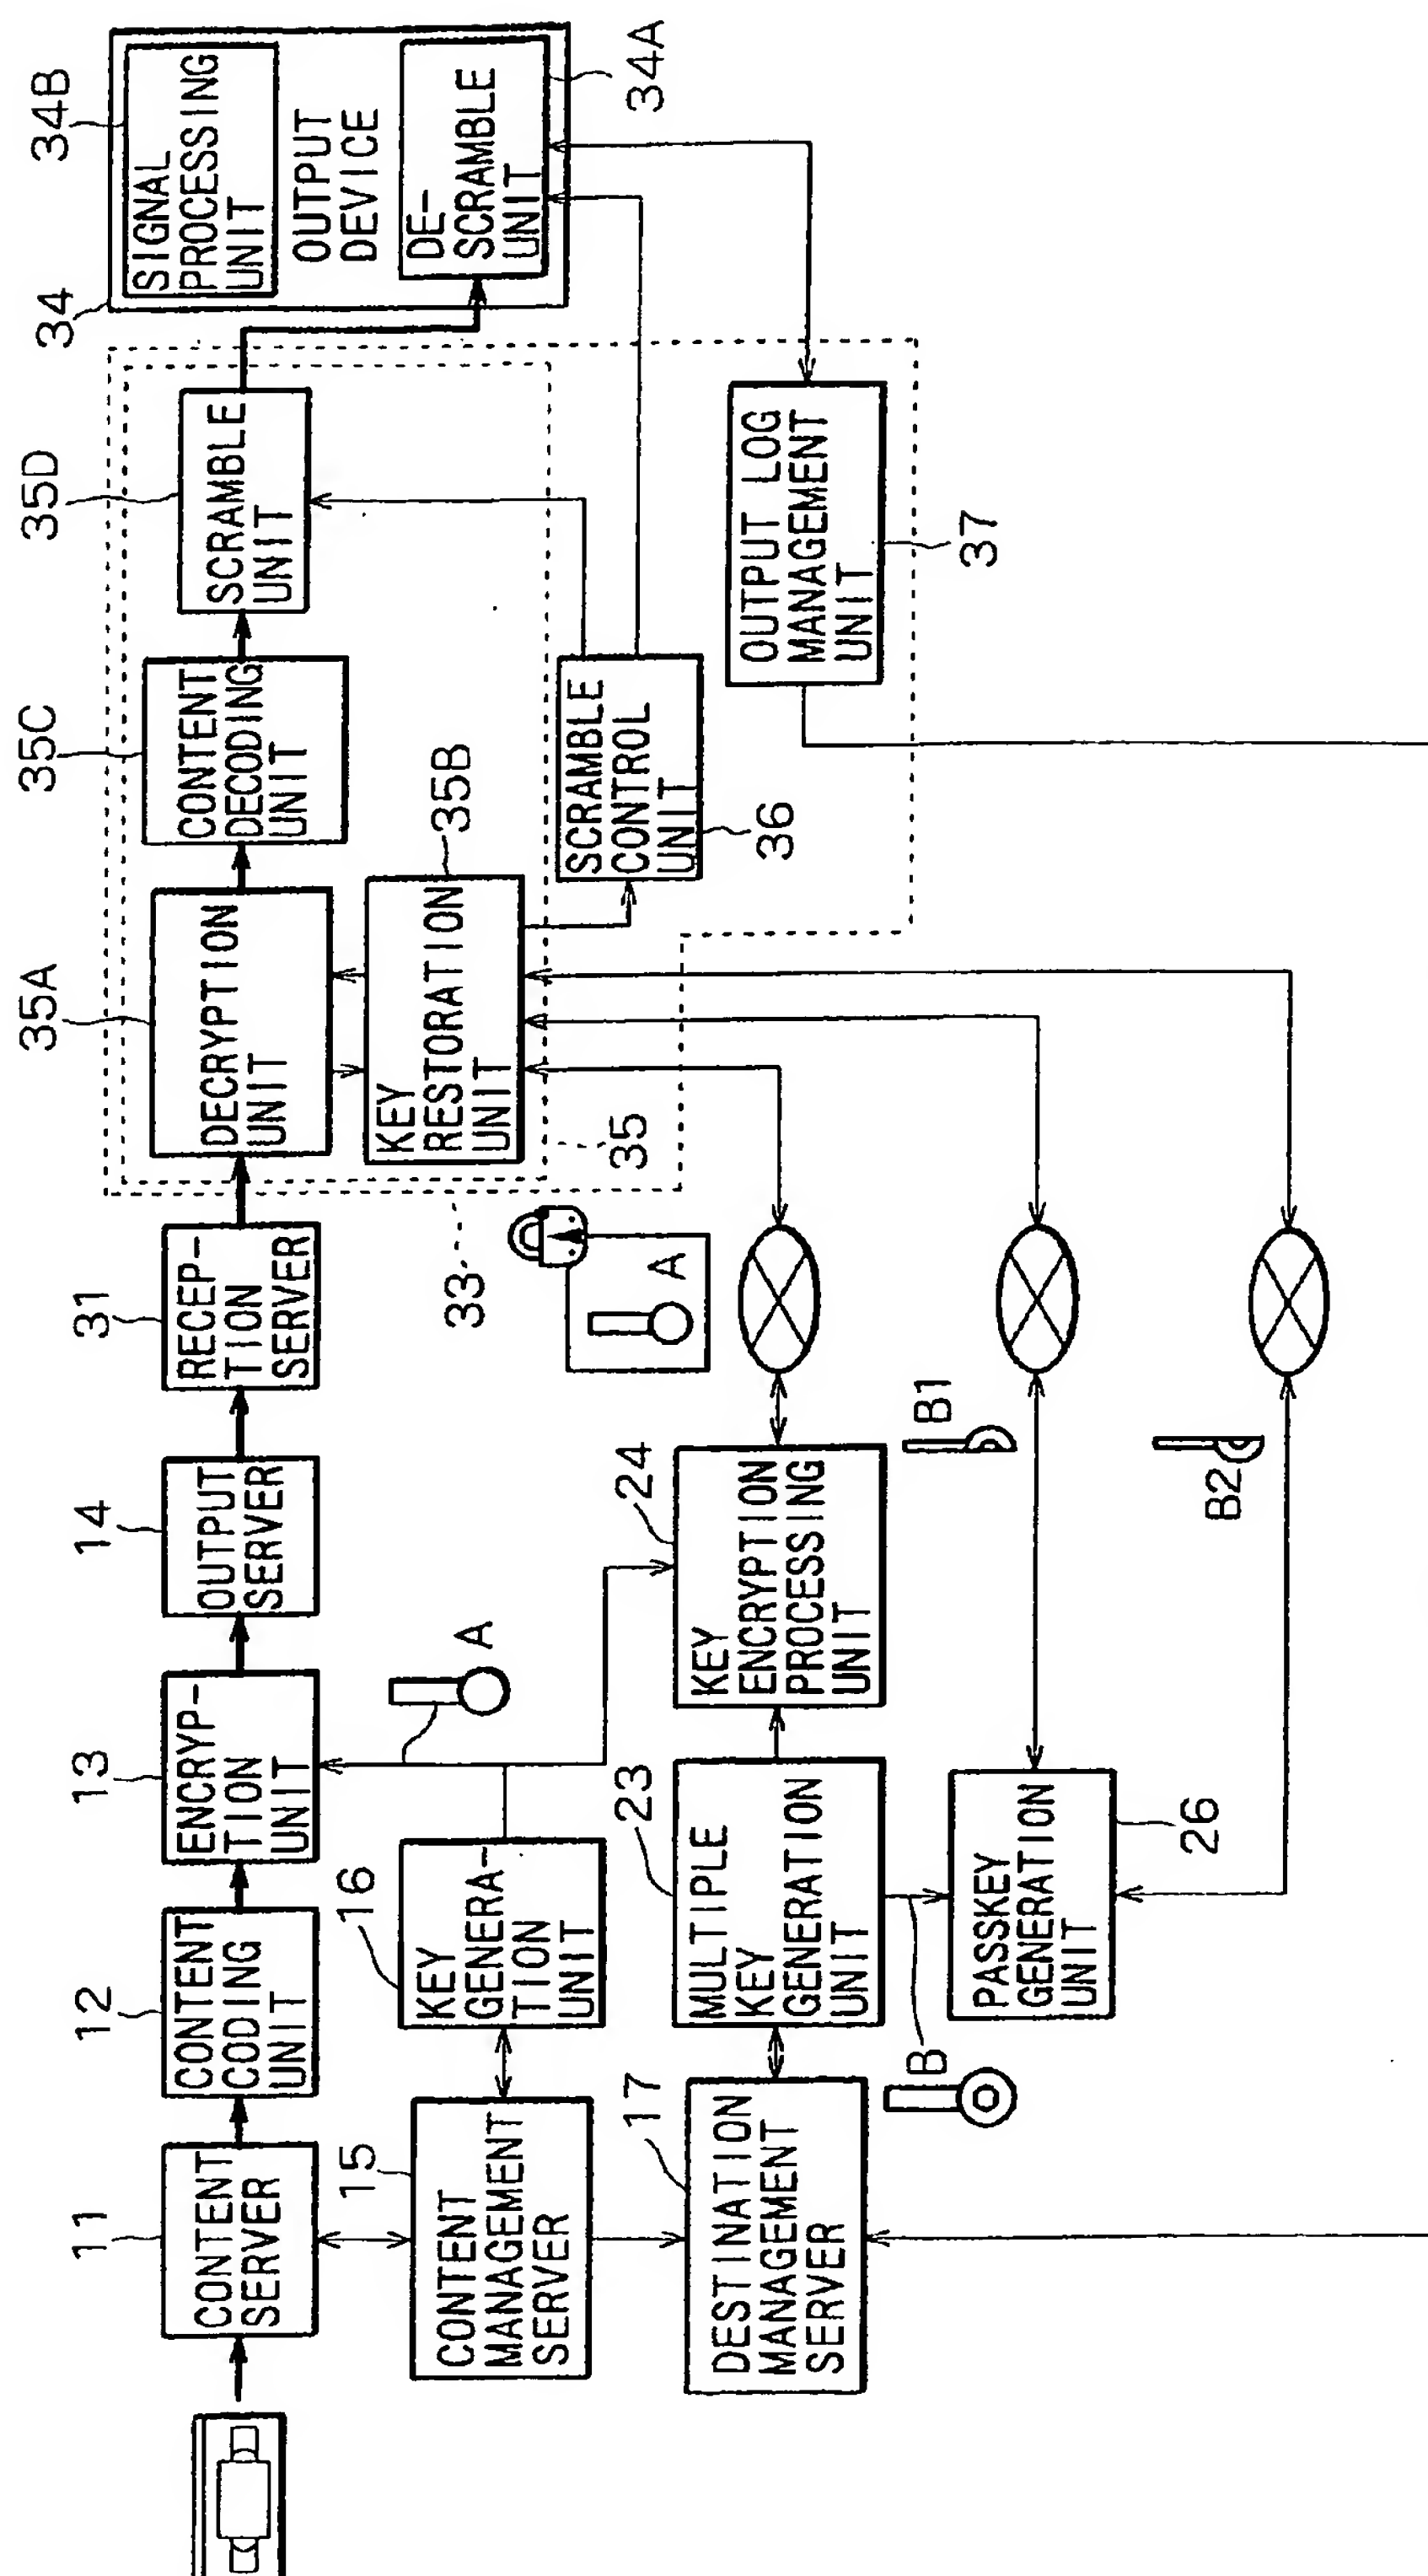 11
CONTENT
SERVER
12
CONTENT
CODING
UNIT
13
ENCRYP-
TION
UNIT
14
OUTPUT
SERVER
31
RECEP-
TION
SERVER
35A
DECRYPTION
UNIT
35C
CONTENT
DECODING
UNIT
35D
SCRAMBLE
UNIT
34
34B
SIGNAL
PROCESSING
UNIT
OUTPUT
DEVICE
DE-
SCRAMBLE
UNIT
34A
15
CONTENT
MANAGEMENT
SERVER
16
KEY
GENERA-
TION
UNIT
A
33
A
KEY
RESTORATION
UNIT
35B
35
SCRAMBLE
CONTROL
UNIT
36
OUTPUT LOG
MANAGEMENT
UNIT
37
17
DESTINATION
MANAGEMENT
SERVER
23
MULTIPLE
KEY
GENERATION
UNIT
24
KEY
ENCRYPTION
PROCESSING
UNIT
B
PASSKEY
GENERATION
UNIT
26
B1
B2